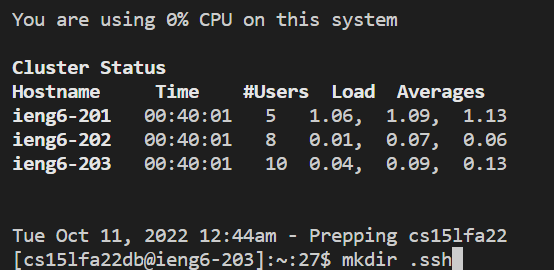 You are using 0% CPU on this system
Cluster Status
Hostname Time #Users Load Averages
ieng6-201 00:40:01 5 1.06, 1.09, 1.13
ieng6-202 00:40:01 8 0.01, 0.07, 0.06
ieng6-203 00:40:01 10 0.04, 0.09, 0.13
Tue Oct 11, 2022 12:44am - Prepping cs15lfa22
[cs15lfa22db@ieng6-203]:~:27$ mkdir .ssh